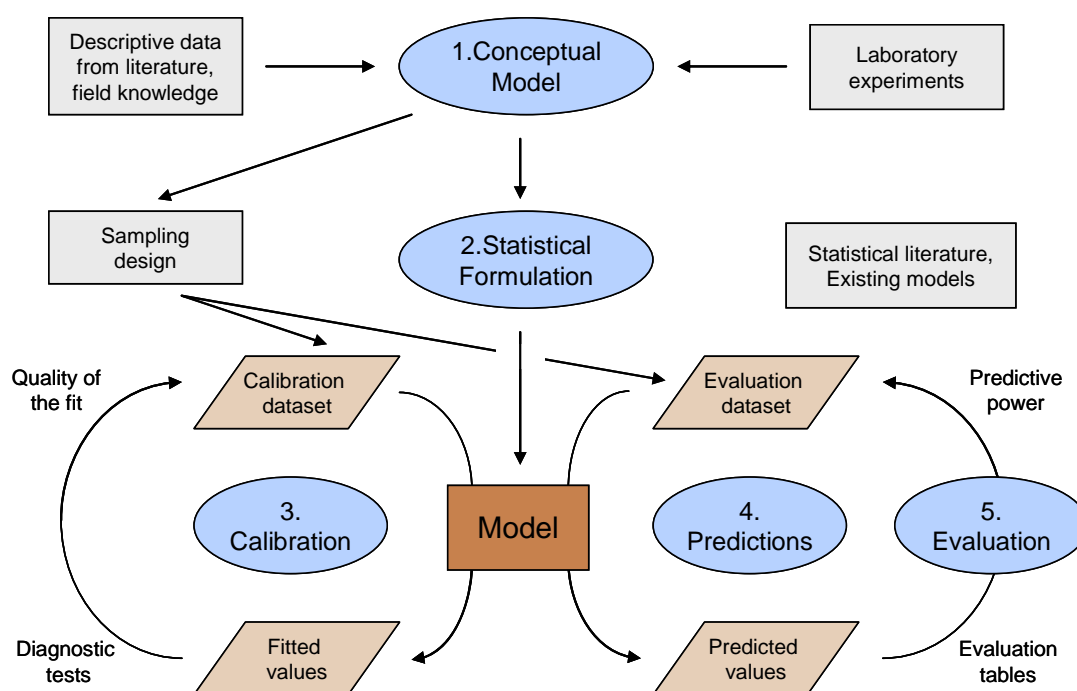 Descriptive data
from literature,
field knowledge
1.Conceptual
Model
Laboratory
experiments
Sampling
design
2.Statistical
Formulation
Statistical literature,
Existing models
Quality of
the fit
Calibration
dataset
Evaluation
dataset
Predictive
power
3.
Calibration
Model
4.
Predictions
5.
Evaluation
Diagnostic
tests
Fitted
values
Predicted
values
Evaluation
tables